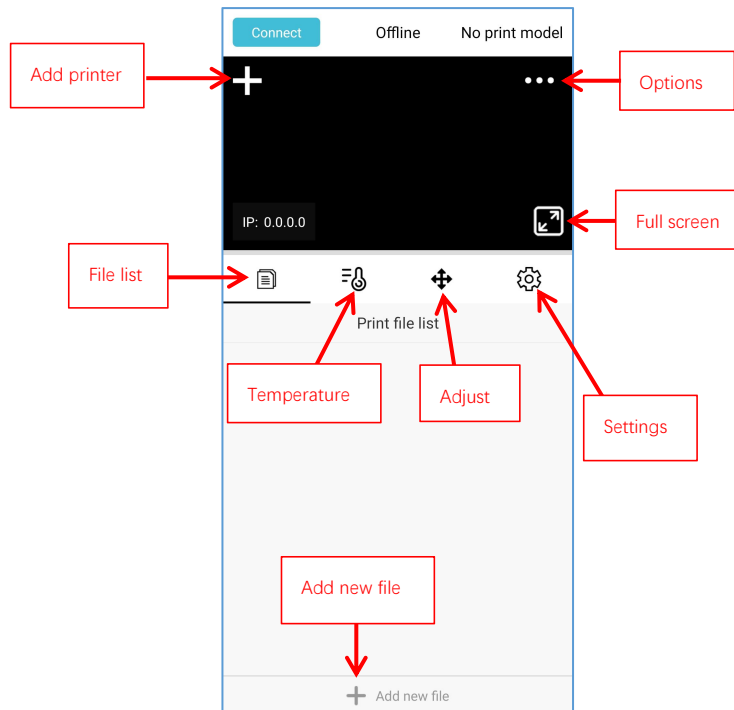 Connect Offline No print model
Add printer
Options
IP: 0.0.0.0
Full screen
File list
Print file list
Temperature
Adjust
Settings
Add new file
Add new file